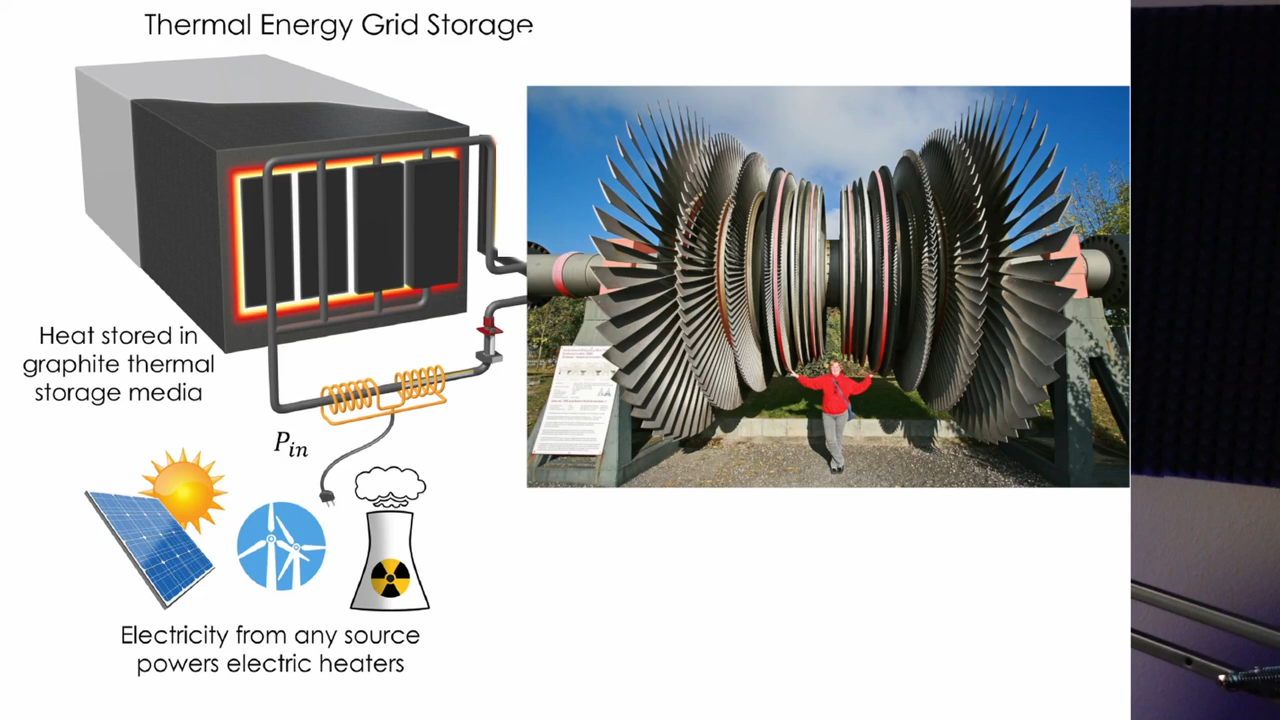 Thermal Energy Grid Storage
Heat stored in
graphite thermal
storage media
P_in
Electricity from any source
powers electric heaters